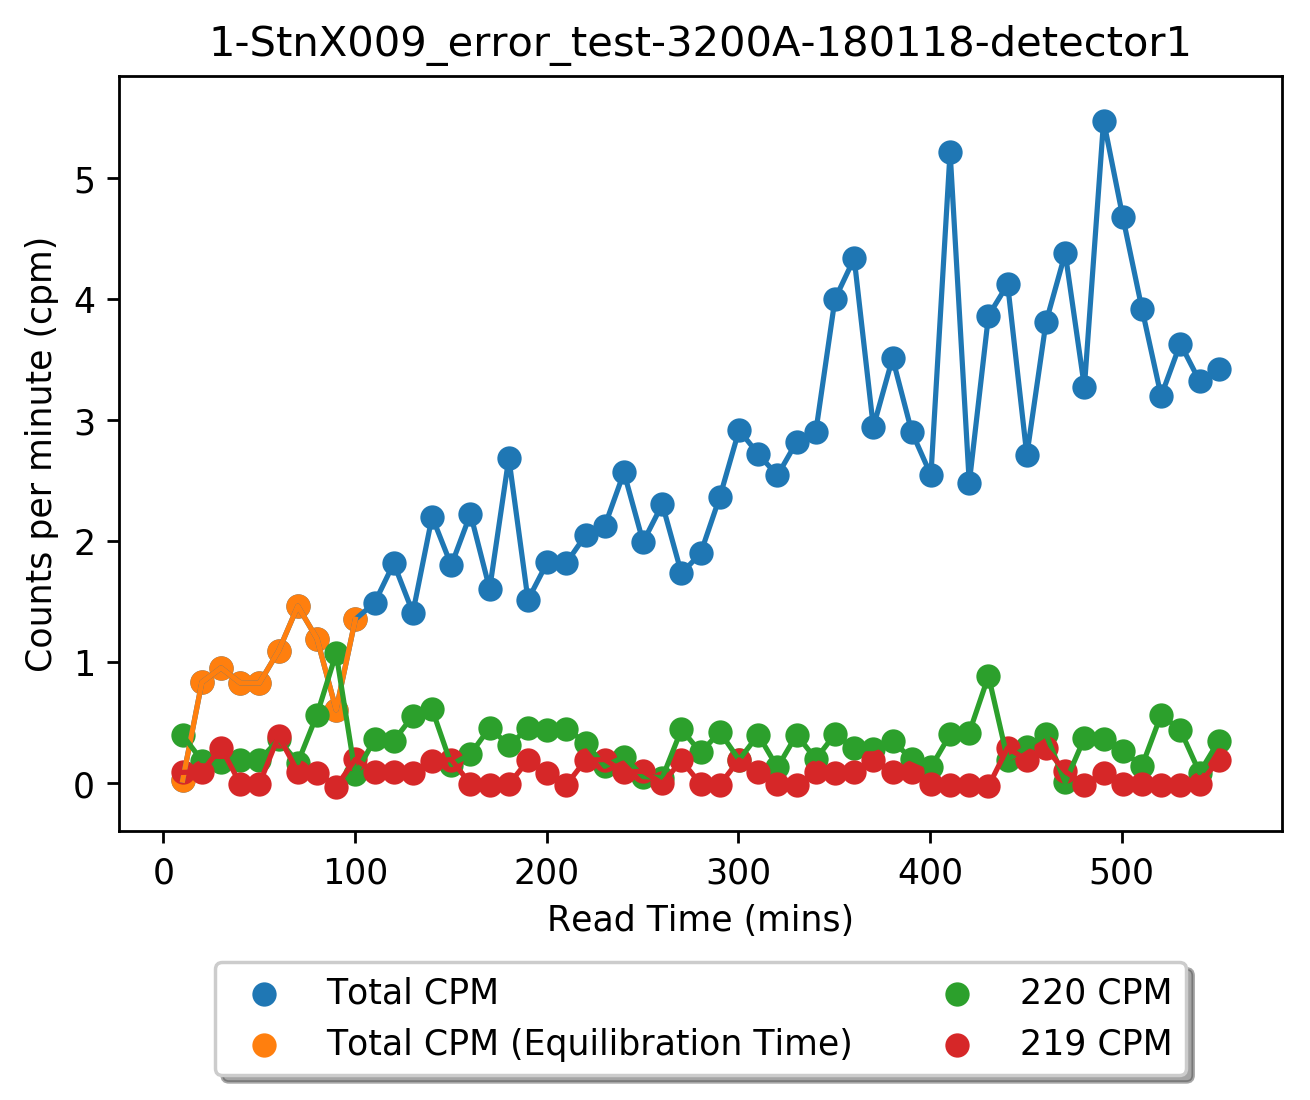 1-StnX009_error_test-3200A-180118-detector1
Counts per minute (cpm)
5
4
3
2
1
0
0 100 200 300 400 500
Read Time (mins)
Total CPM
Total CPM (Equilibration Time)
220 CPM
219 CPM